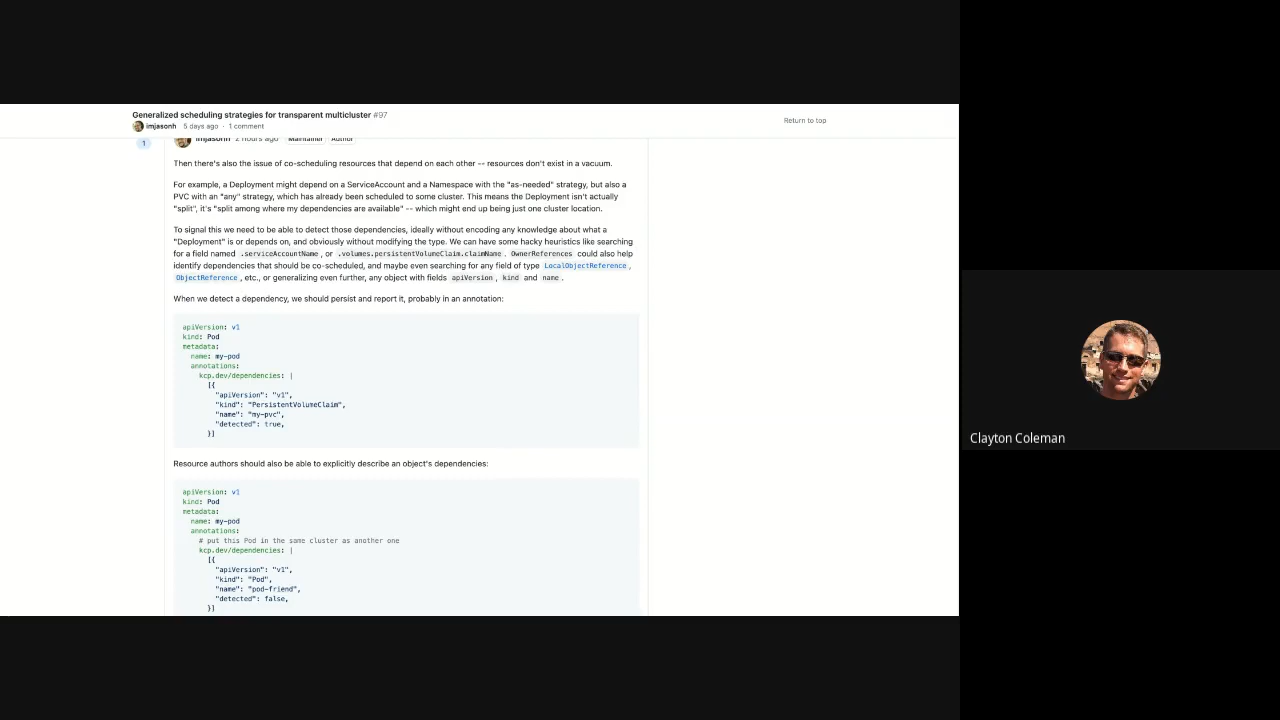 Generalized scheduling strategies for transparent multicluster #97
imjasonh 5 days ago · 1 comment
Return to top
1
imjasonh 2 hours ago Maintainer Author
Then there's also the issue of co-scheduling resources that depend on each other -- resources don't exist in a vacuum.
For example, a Deployment might depend on a ServiceAccount and a Namespace with the "as-needed" strategy, but also a
PVC with an "any" strategy, which has already been scheduled to some cluster. This means the Deployment isn't actually
"split", it's "split among where my dependencies are available" -- which might end up being just one cluster location.
To signal this we need to be able to detect those dependencies, ideally without encoding any knowledge about what a
"Deployment" is or depends on, and obviously without modifying the type. We can have some hacky heuristics like searching
for a field named .serviceAccountName, or .volumes.persistentVolumeClaim.claimName. OwnerReferences could also help
identify dependencies that should be co-scheduled, and maybe even searching for any field of type LocalObjectReference,
ObjectReference, etc., or generalizing even further, any object with fields apiVersion, kind and name.
When we detect a dependency, we should persist and report it, probably in an annotation:
apiVersion: v1
kind: Pod
metadata:
  name: my-pod
  annotations:
    kcp.dev/dependencies: |
      [{
        "apiVersion": "v1",
        "kind": "PersistentVolumeClaim",
        "name": "my-pvc",
        "detected": true,
      }]
Resource authors should also be able to explicitly describe an object's dependencies:
apiVersion: v1
kind: Pod
metadata:
  name: my-pod
  annotations:
    # put this Pod in the same cluster as another one
    kcp.dev/dependencies: |
      [{
        "apiVersion": "v1",
        "kind": "Pod",
        "name": "pod-friend",
        "detected": false,
      }]
Clayton Coleman